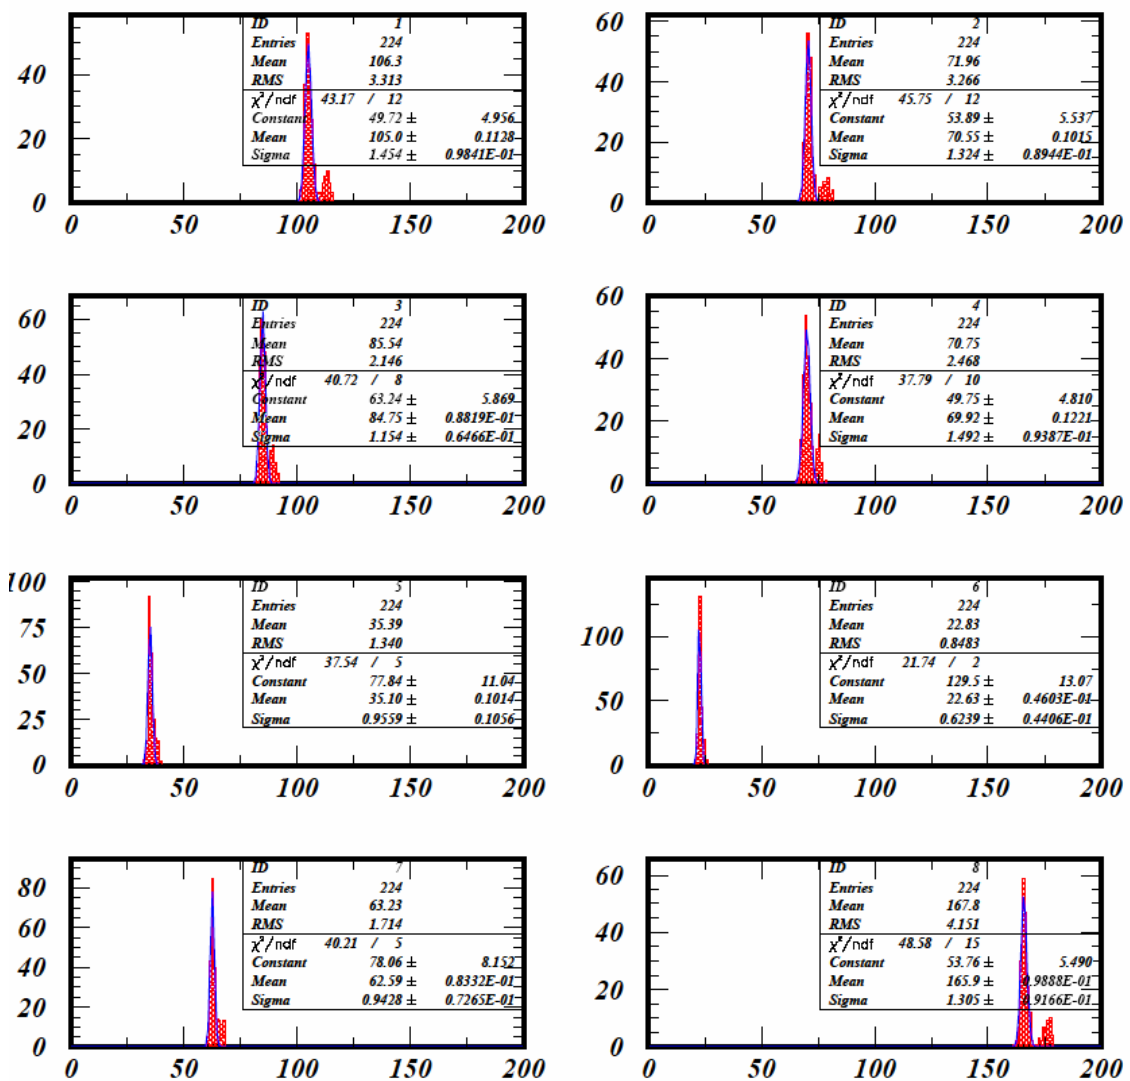 ID 1
Entries 224
Mean 106.3
RMS 3.313
χ²/ndf 43.17 / 12
Constant 49.72 ± 4.956
Mean 105.0 ± 0.1128
Sigma 1.454 ± 0.9841E-01
40
20
0
0 50 100 150 200
ID 2
Entries 224
Mean 71.96
RMS 3.266
χ²/ndf 45.75 / 12
Constant 53.89 ± 5.537
Mean 70.55 ± 0.1015
Sigma 1.324 ± 0.8944E-01
60
40
20
0
0 50 100 150 200
ID 3
Entries 224
Mean 85.54
RMS 2.146
χ²/ndf 40.72 / 8
Constant 63.24 ± 5.869
Mean 84.75 ± 0.8819E-01
Sigma 1.154 ± 0.6466E-01
60
40
20
0
0 50 100 150 200
ID 4
Entries 224
Mean 70.75
RMS 2.468
χ²/ndf 37.79 / 10
Constant 49.75 ± 4.810
Mean 69.92 ± 0.1221
Sigma 1.492 ± 0.9387E-01
60
40
20
0
0 50 100 150 200
ID 5
Entries 224
Mean 35.39
RMS 1.340
χ²/ndf 37.54 / 5
Constant 77.84 ± 11.04
Mean 35.10 ± 0.1014
Sigma 0.9559 ± 0.1056
100
75
50
25
0
0 50 100 150 200
ID 6
Entries 224
Mean 22.83
RMS 0.8483
χ²/ndf 21.74 / 2
Constant 129.5 ± 13.07
Mean 22.63 ± 0.4603E-01
Sigma 0.6239 ± 0.4406E-01
100
50
0
0 50 100 150 200
ID 7
Entries 224
Mean 63.23
RMS 1.714
χ²/ndf 40.21 / 5
Constant 78.06 ± 8.152
Mean 62.59 ± 0.8332E-01
Sigma 0.9428 ± 0.7265E-01
80
60
40
20
0
0 50 100 150 200
ID 8
Entries 224
Mean 167.8
RMS 4.151
χ²/ndf 48.58 / 15
Constant 53.76 ± 5.490
Mean 165.9 ± 0.9888E-01
Sigma 1.305 ± 0.9166E-01
60
40
20
0
0 50 100 150 200